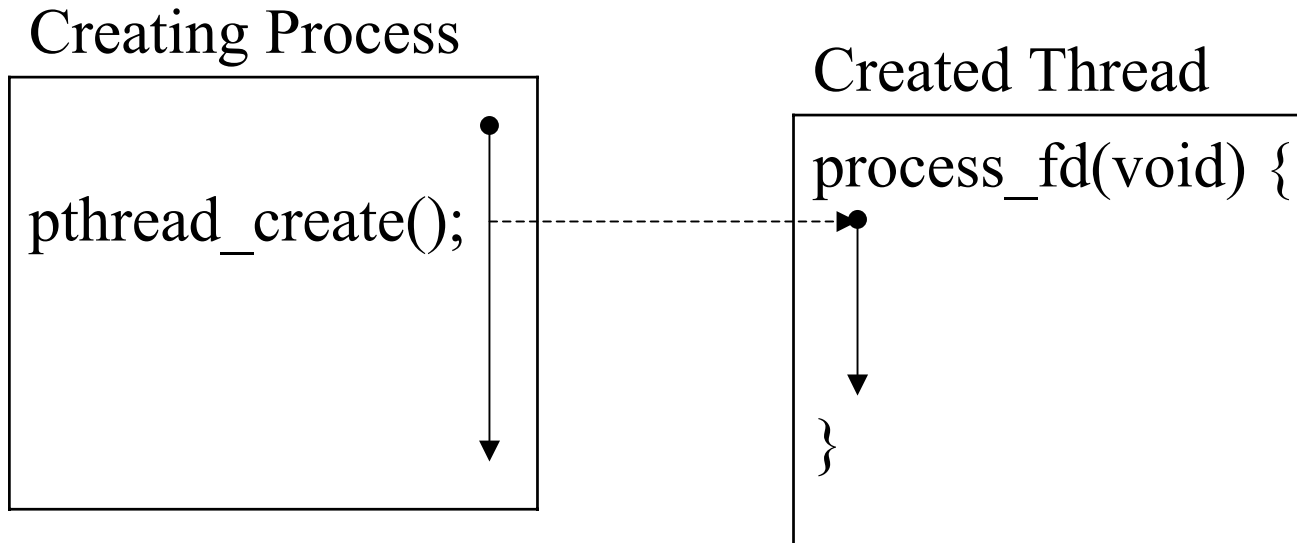 Creating Process
pthread_create();
Created Thread
process_fd(void) {
}